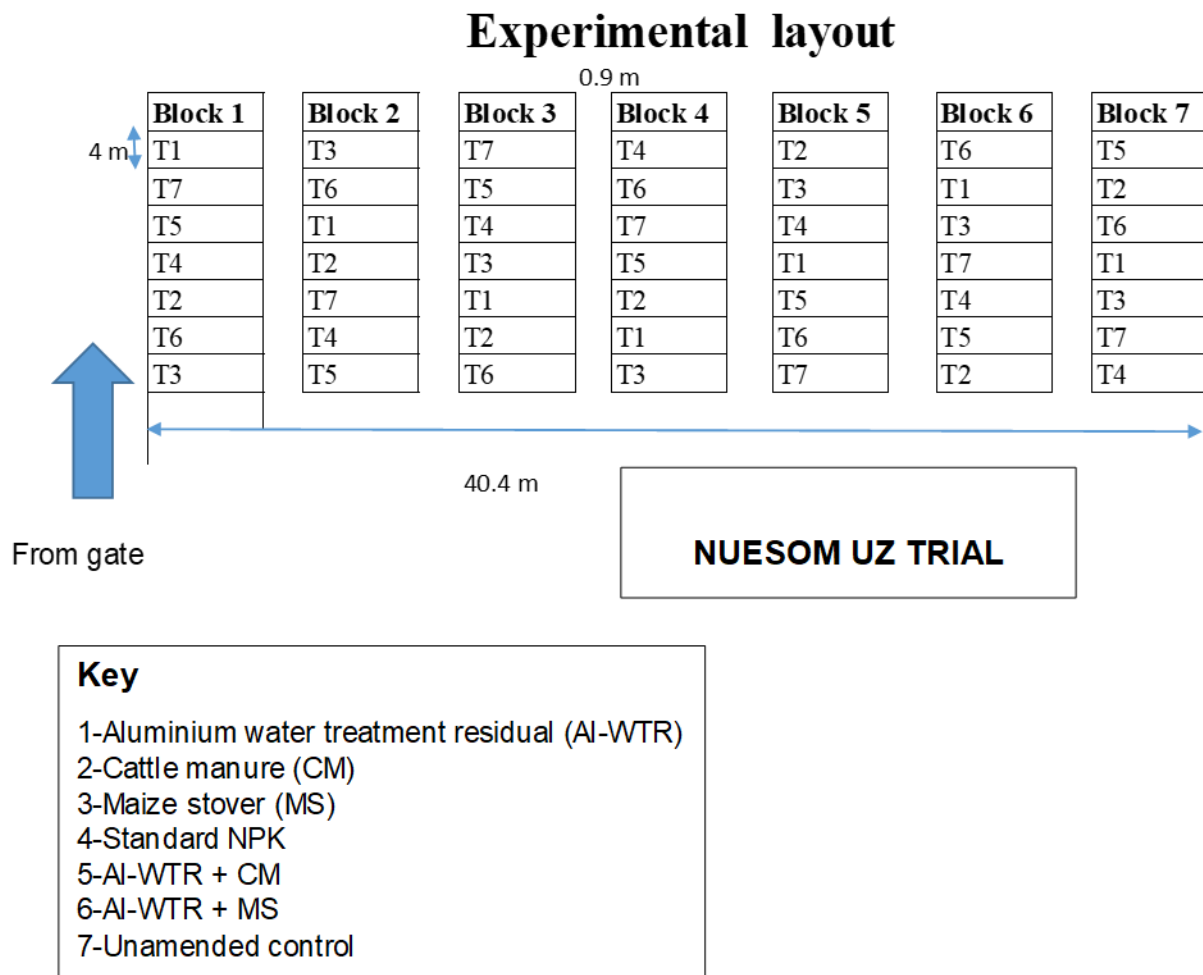 Experimental layout
0.9 m
Block 1 Block 2 Block 3 Block 4 Block 5 Block 6 Block 7
4 m T1 T3 T7 T4 T2 T6 T5
T7 T6 T5 T6 T3 T1 T2
T5 T1 T4 T7 T4 T3 T6
T4 T2 T3 T5 T1 T7 T1
T2 T7 T1 T2 T5 T4 T3
T6 T4 T2 T1 T6 T5 T7
T3 T5 T6 T3 T7 T2 T4
40.4 m
From gate
NUESOM UZ TRIAL
Key
1-Aluminium water treatment residual (Al-WTR)
2-Cattle manure (CM)
3-Maize stover (MS)
4-Standard NPK
5-Al-WTR + CM
6-Al-WTR + MS
7-Unamended control